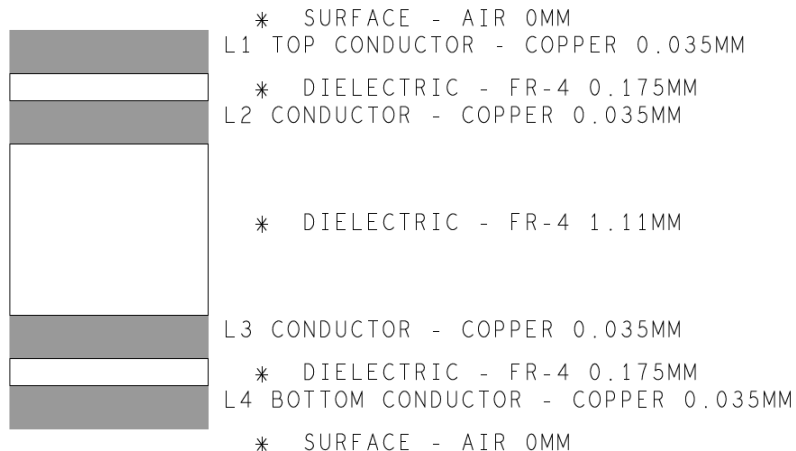 * SURFACE - AIR 0MM
L1 TOP CONDUCTOR - COPPER 0.035MM
* DIELECTRIC - FR-4 0.175MM
L2 CONDUCTOR - COPPER 0.035MM
* DIELECTRIC - FR-4 1.11MM
L3 CONDUCTOR - COPPER 0.035MM
* DIELECTRIC - FR-4 0.175MM
L4 BOTTOM CONDUCTOR - COPPER 0.035MM
* SURFACE - AIR 0MM